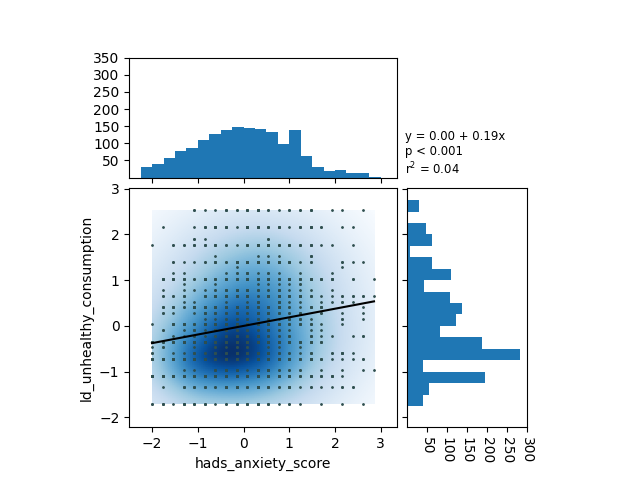 350
300
250
200
150
100
50
y = 0.00 + 0.19x
p < 0.001
r² = 0.04
3
2
1
0
−1
−2
ld_unhealthy_consumption
−2 −1 0 1 2 3
hads_anxiety_score
50 100 150 200 250 300